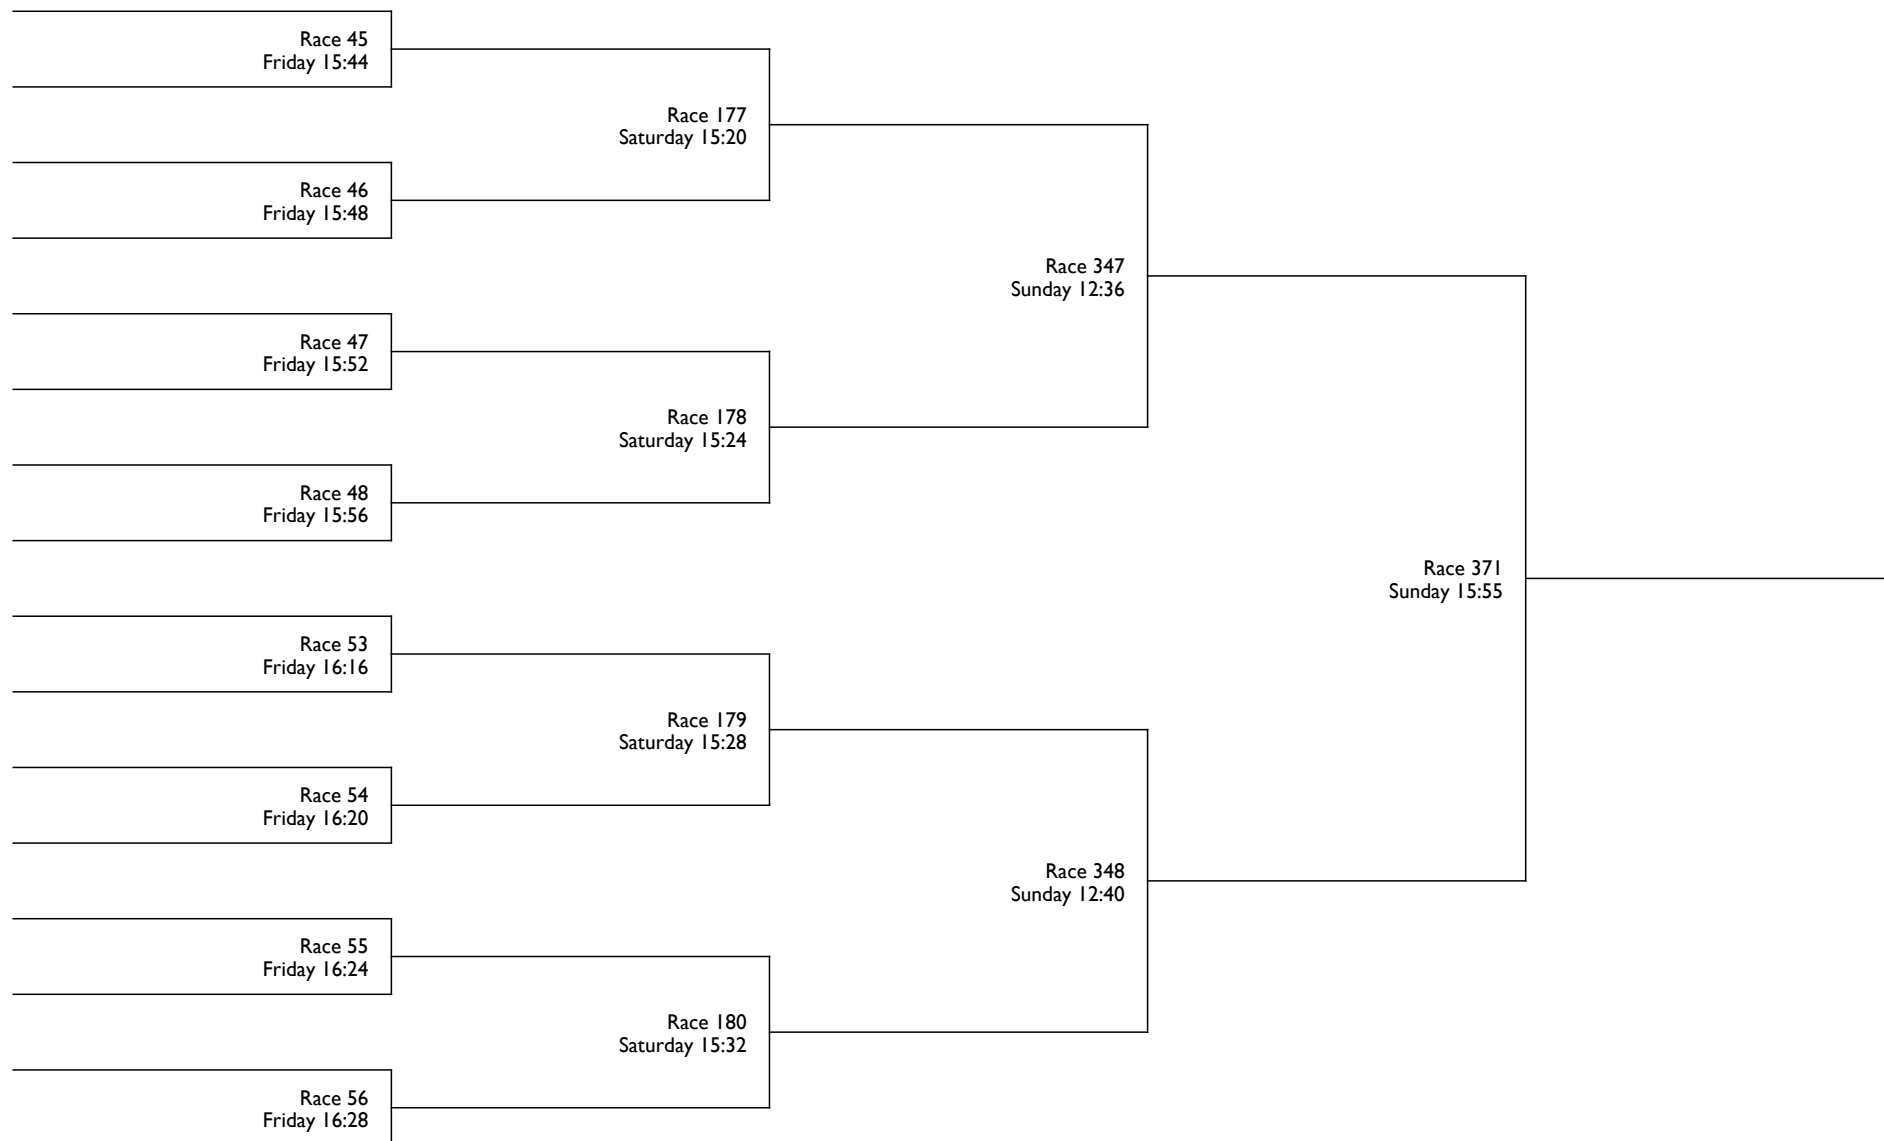 Race 45
Friday 15:44
Race 177
Saturday 15:20
Race 46
Friday 15:48
Race 347
Sunday 12:36
Race 47
Friday 15:52
Race 178
Saturday 15:24
Race 48
Friday 15:56
Race 371
Sunday 15:55
Race 53
Friday 16:16
Race 179
Saturday 15:28
Race 54
Friday 16:20
Race 348
Sunday 12:40
Race 55
Friday 16:24
Race 180
Saturday 15:32
Race 56
Friday 16:28